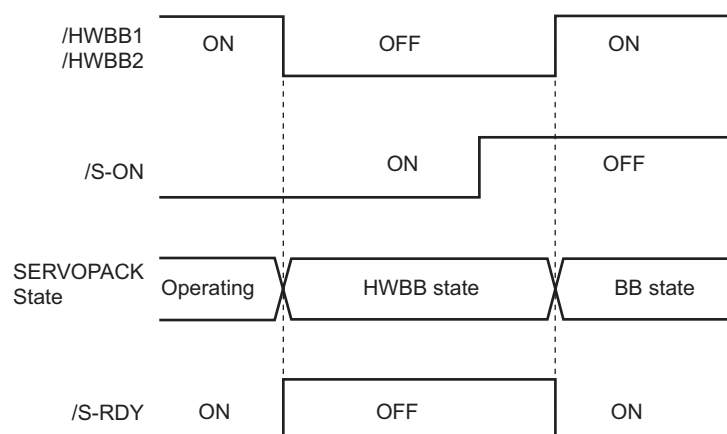 /HWBB1
/HWBB2
ON
OFF
ON
/S-ON
ON
OFF
SERVOPACK
State
Operating
HWBB state
BB state
/S-RDY
ON
OFF
ON